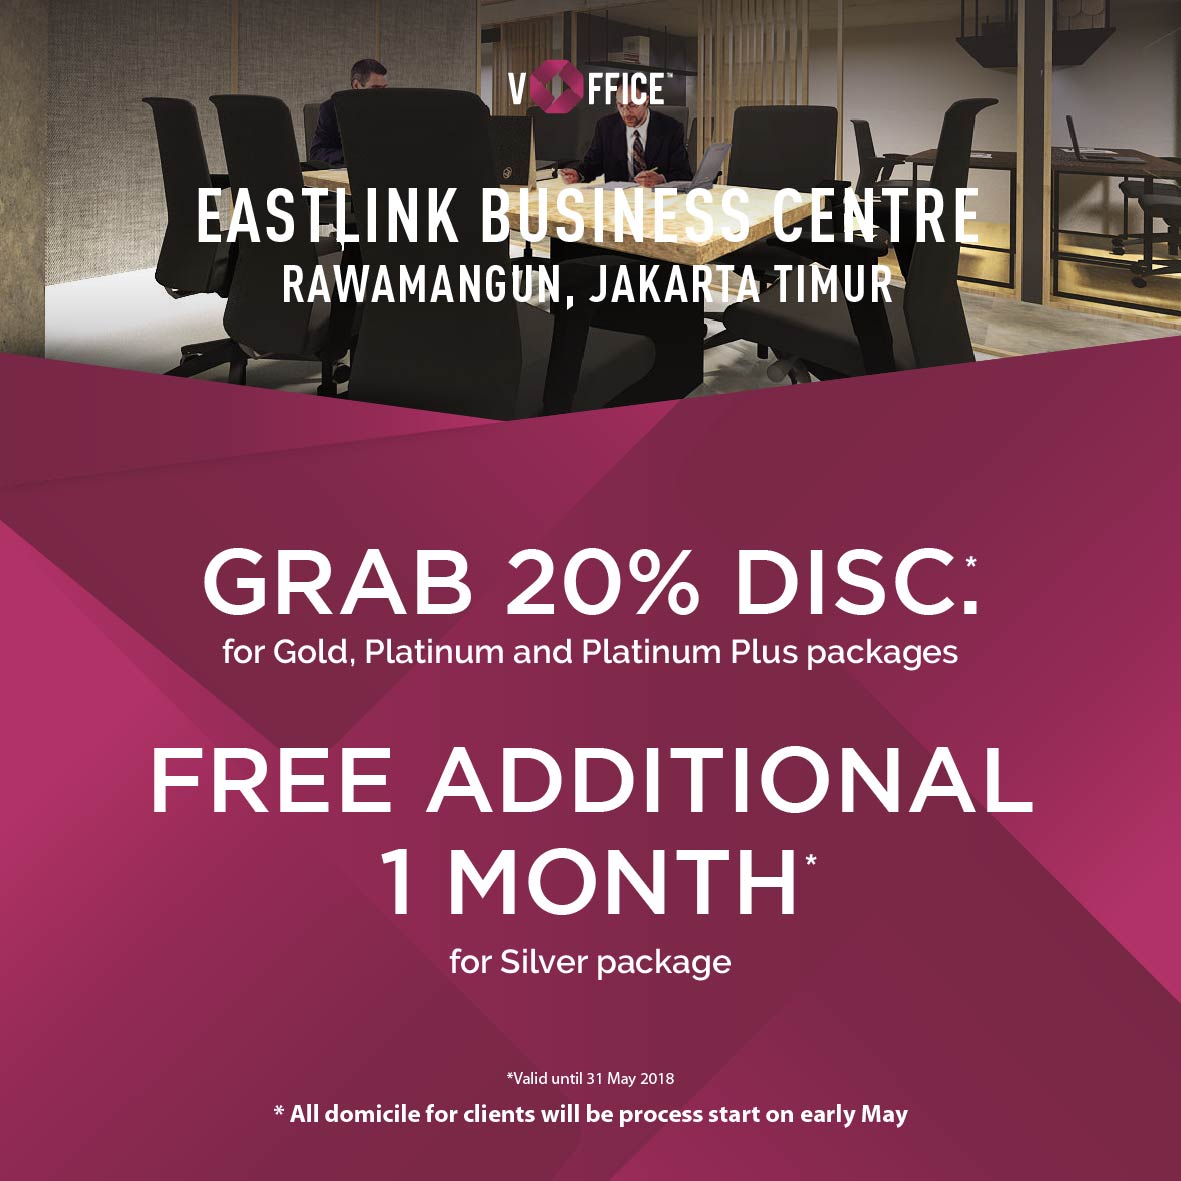 VOFFICE™
EASTLINK BUSINESS CENTRE
RAWAMANGUN, JAKARTA TIMUR
GRAB 20% DISC.*
for Gold, Platinum and Platinum Plus packages
FREE ADDITIONAL
1 MONTH*
for Silver package
*Valid until 31 May 2018
* All domicile for clients will be process start on early May